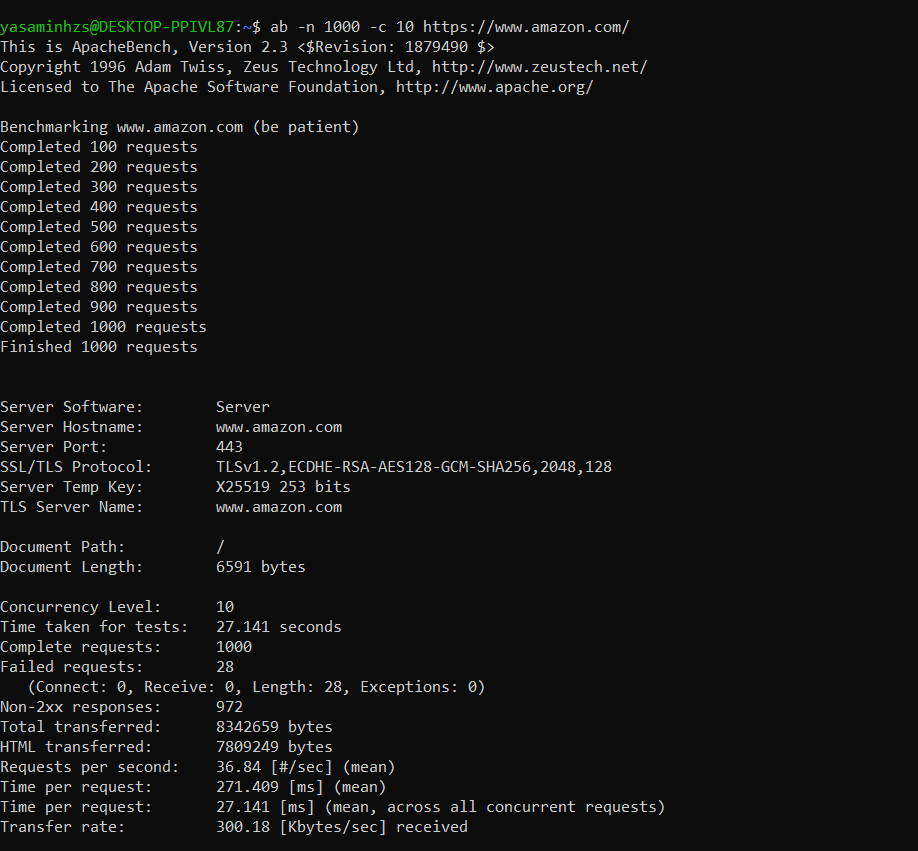 yasaminhzs@DESKTOP-PPIVL87:~$ ab -n 1000 -c 10 https://www.amazon.com/
This is ApacheBench, Version 2.3 <$Revision: 1879490 $>
Copyright 1996 Adam Twiss, Zeus Technology Ltd, http://www.zeustech.net/
Licensed to The Apache Software Foundation, http://www.apache.org/

Benchmarking www.amazon.com (be patient)
Completed 100 requests
Completed 200 requests
Completed 300 requests
Completed 400 requests
Completed 500 requests
Completed 600 requests
Completed 700 requests
Completed 800 requests
Completed 900 requests
Completed 1000 requests
Finished 1000 requests


Server Software:        Server
Server Hostname:        www.amazon.com
Server Port:            443
SSL/TLS Protocol:       TLSv1.2,ECDHE-RSA-AES128-GCM-SHA256,2048,128
Server Temp Key:        X25519 253 bits
TLS Server Name:        www.amazon.com

Document Path:          /
Document Length:        6591 bytes

Concurrency Level:      10
Time taken for tests:   27.141 seconds
Complete requests:      1000
Failed requests:        28
   (Connect: 0, Receive: 0, Length: 28, Exceptions: 0)
Non-2xx responses:      972
Total transferred:      8342659 bytes
HTML transferred:       7809249 bytes
Requests per second:    36.84 [#/sec] (mean)
Time per request:       271.409 [ms] (mean)
Time per request:       27.141 [ms] (mean, across all concurrent requests)
Transfer rate:          300.18 [Kbytes/sec] received